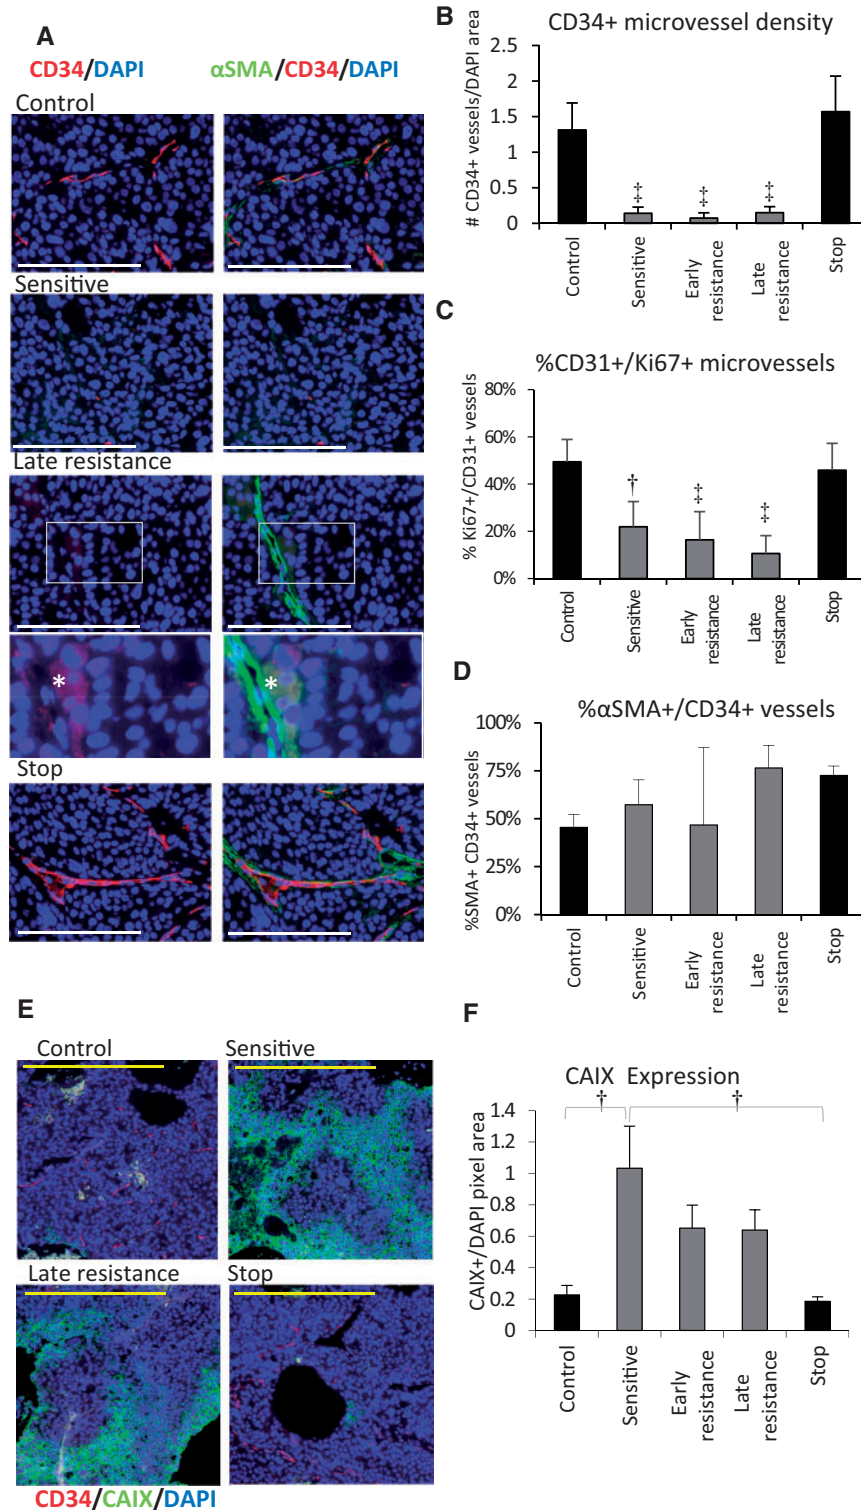 A
CD34/DAPI
αSMA/CD34/DAPI
Control
Sensitive
Late resistance
*
*
Stop
B
CD34+ microvessel density
# CD34+ vessels/DAPI area
2.5
2
1.5
1
0.5
0
‡
‡
‡
Control
Sensitive
Early
resistance
Late
resistance
Stop
C
%CD31+/Ki67+ microvessels
% Ki67+/CD31+ vessels
80%
60%
40%
20%
0%
†
‡
‡
Control
Sensitive
Early
resistance
Late
resistance
Stop
D
%αSMA+/CD34+ vessels
%SMA+ CD34+ vessels
100%
75%
50%
25%
0%
Control
Sensitive
Early
resistance
Late
resistance
Stop
E
Control
Sensitive
Late resistance
Stop
CD34/CAIX/DAPI
F
CAIX Expression
†
†
CAIX+/DAPI pixel area
1.4
1.2
1
0.8
0.6
0.4
0.2
0
Control
Sensitive
Early
resistance
Late
resistance
Stop